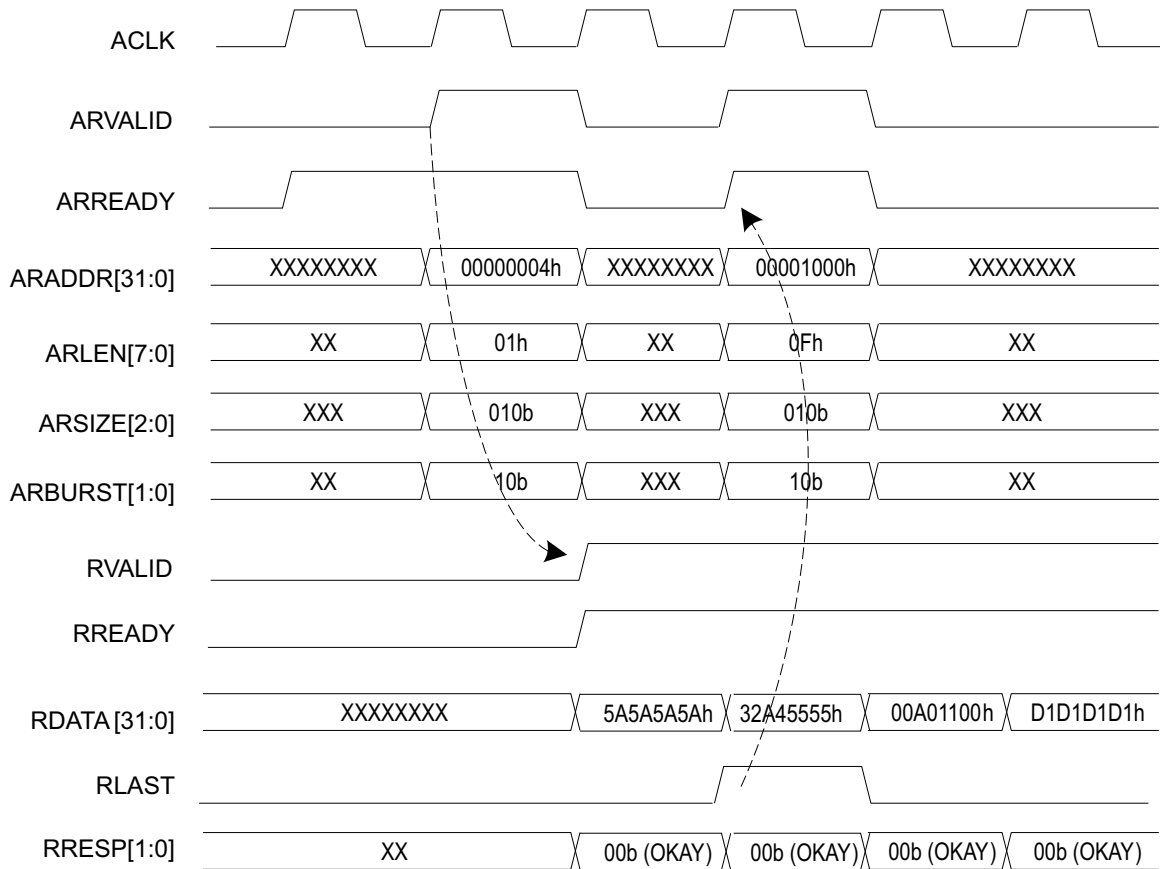 ACLK
ARVALID
ARREADY
ARADDR[31:0] XXXXXXXX 00000004h XXXXXXXX 00001000h XXXXXXXX
ARLEN[7:0] XX 01h XX 0Fh XX
ARSIZE[2:0] XXX 010b XXX 010b XXX
ARBURST[1:0] XX 10b XXX 10b XX
RVALID
RREADY
RDATA [31:0] XXXXXXXX 5A5A5A5Ah 32A45555h 00A01100h D1D1D1D1h
RLAST
RRESP[1:0] XX 00b (OKAY) 00b (OKAY) 00b (OKAY) 00b (OKAY)